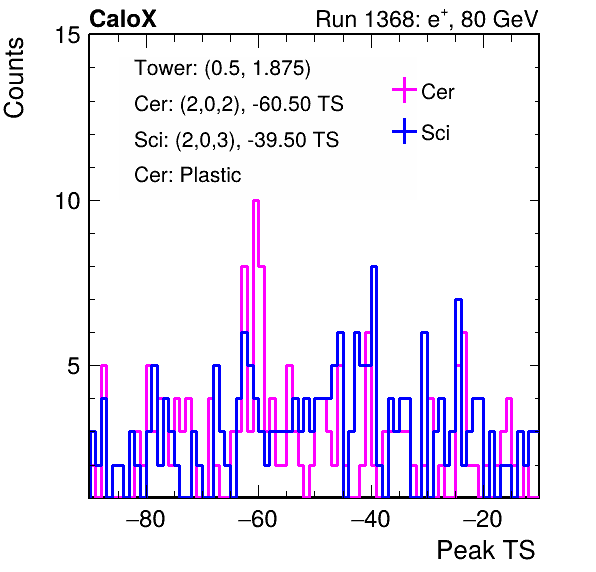 CaloX Run 1368: e⁺, 80 GeV
Counts
15
10
5
Tower: (0.5, 1.875)
Cer: (2,0,2), -60.50 TS
Sci: (2,0,3), -39.50 TS
Cer: Plastic
Cer
Sci
−80 −60 −40 −20
Peak TS